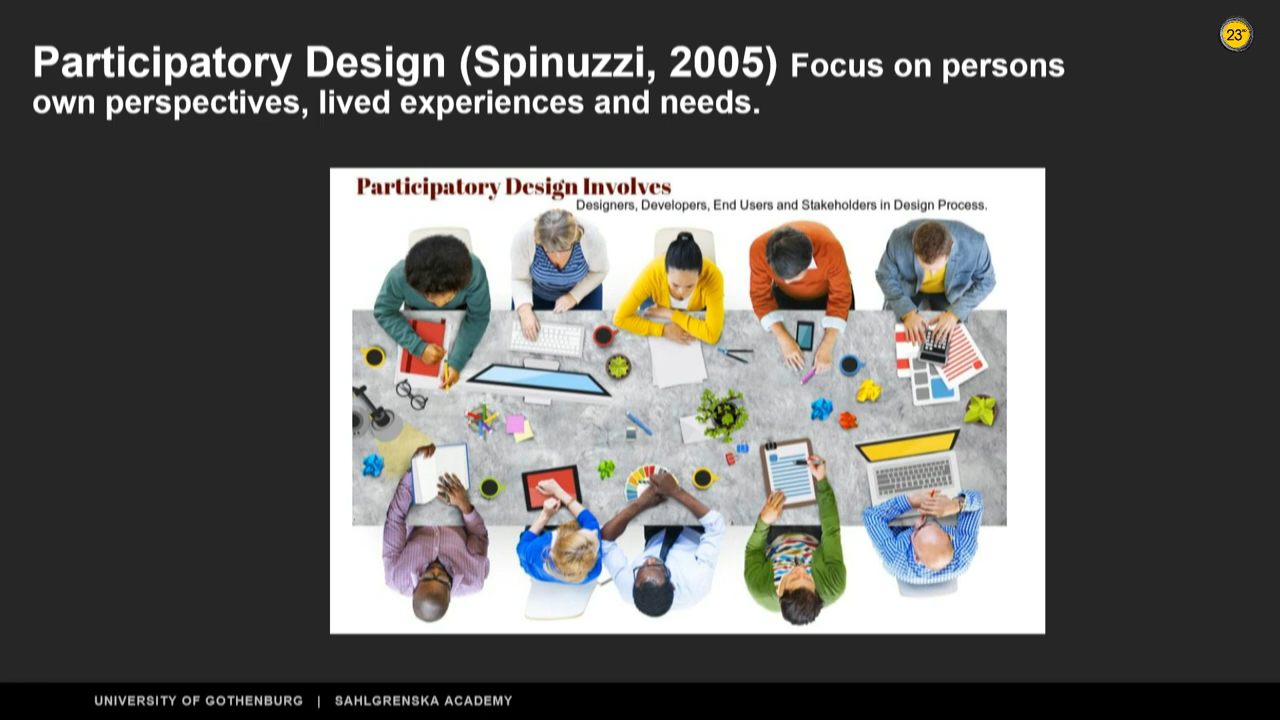 Participatory Design (Spinuzzi, 2005) Focus on persons
own perspectives, lived experiences and needs.
23
Participatory Design Involves
Designers, Developers, End Users and Stakeholders in Design Process.
UNIVERSITY OF GOTHENBURG | SAHLGRENSKA ACADEMY